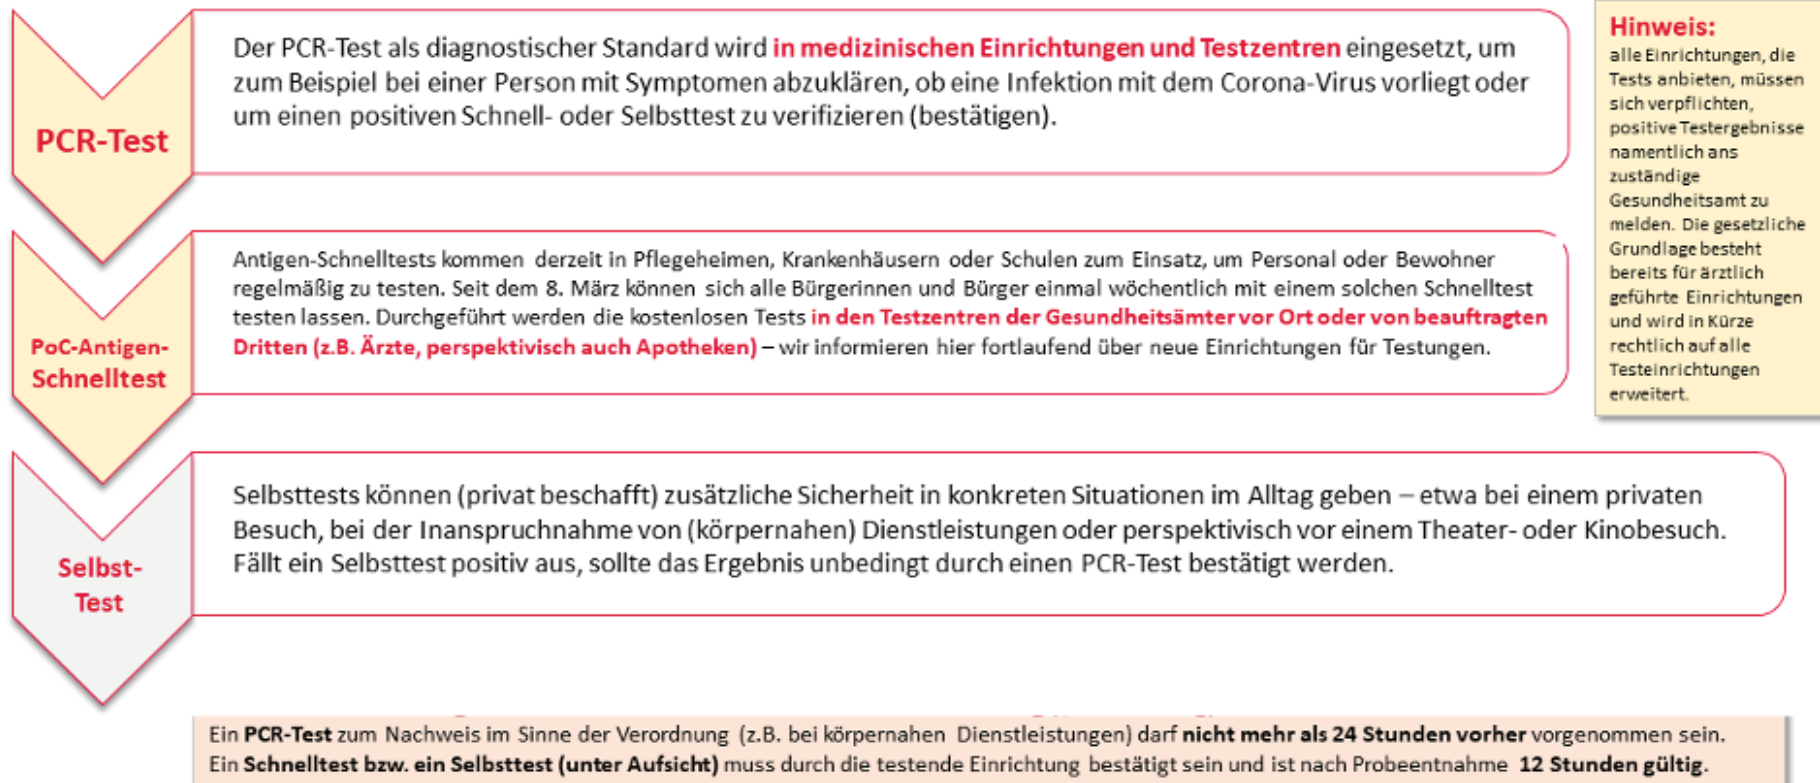 PCR-Test
Der PCR-Test als diagnostischer Standard wird in medizinischen Einrichtungen und Testzentren eingesetzt, um
zum Beispiel bei einer Person mit Symptomen abzuklären, ob eine Infektion mit dem Corona-Virus vorliegt oder
um einen positiven Schnell- oder Selbsttest zu verifizieren (bestätigen).
Hinweis:
alle Einrichtungen, die
Tests anbieten, müssen
sich verpflichten,
positive Testergebnisse
namentlich ans
zuständige
Gesundheitsamt zu
melden. Die gesetzliche
Grundlage besteht
bereits für ärztlich
geführte Einrichtungen
und wird in Kürze
rechtlich auf alle
Testeinrichtungen
erweitert.
PoC-Antigen-
Schnelltest
Antigen-Schnelltests kommen derzeit in Pflegeheimen, Krankenhäusern oder Schulen zum Einsatz, um Personal oder Bewohner
regelmäßig zu testen. Seit dem 8. März können sich alle Bürgerinnen und Bürger einmal wöchentlich mit einem solchen Schnelltest
testen lassen. Durchgeführt werden die kostenlosen Tests in den Testzentren der Gesundheitsämter vor Ort oder von beauftragten
Dritten (z.B. Ärzte, perspektivisch auch Apotheken) – wir informieren hier fortlaufend über neue Einrichtungen für Testungen.
Selbst-
Test
Selbsttests können (privat beschafft) zusätzliche Sicherheit in konkreten Situationen im Alltag geben – etwa bei einem privaten
Besuch, bei der Inanspruchnahme von (körpernahen) Dienstleistungen oder perspektivisch vor einem Theater- oder Kinobesuch.
Fällt ein Selbsttest positiv aus, sollte das Ergebnis unbedingt durch einen PCR-Test bestätigt werden.
Ein PCR-Test zum Nachweis im Sinne der Verordnung (z.B. bei körpernahen Dienstleistungen) darf nicht mehr als 24 Stunden vorher vorgenommen sein.
Ein Schnelltest bzw. ein Selbsttest (unter Aufsicht) muss durch die testende Einrichtung bestätigt sein und ist nach Probeentnahme 12 Stunden gültig.